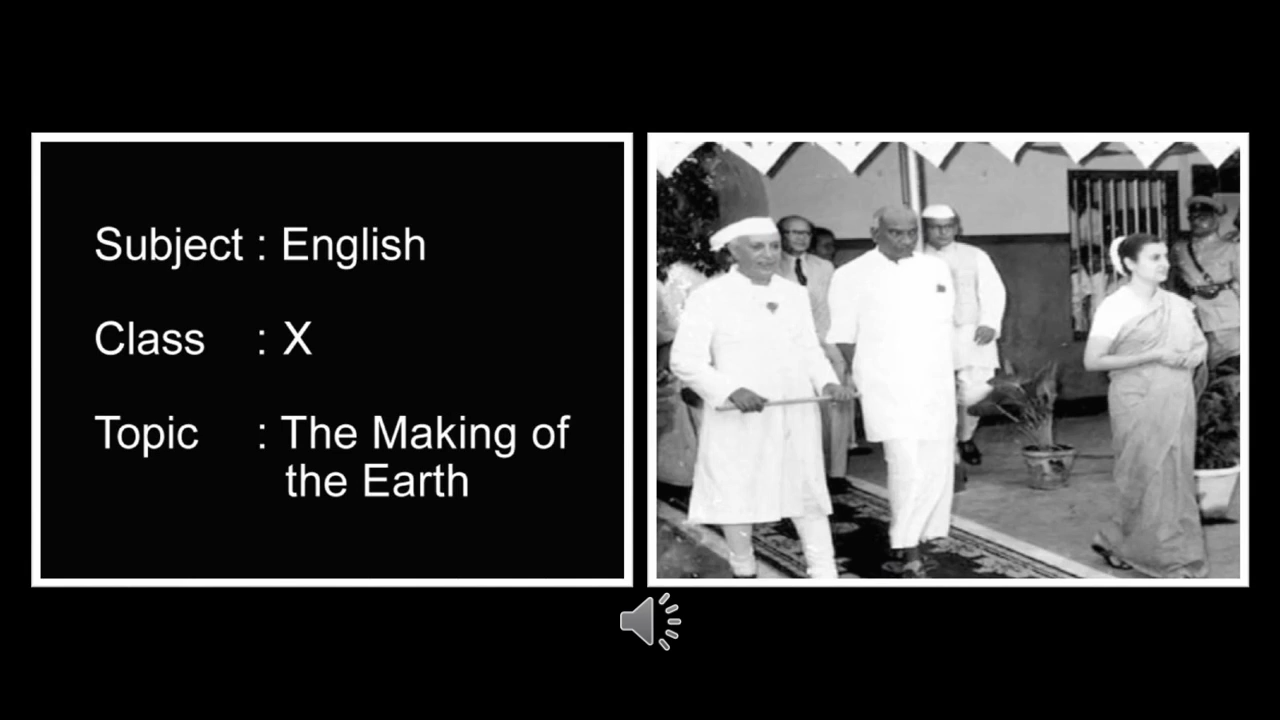 Subject : English
Class : X
Topic : The Making of
the Earth